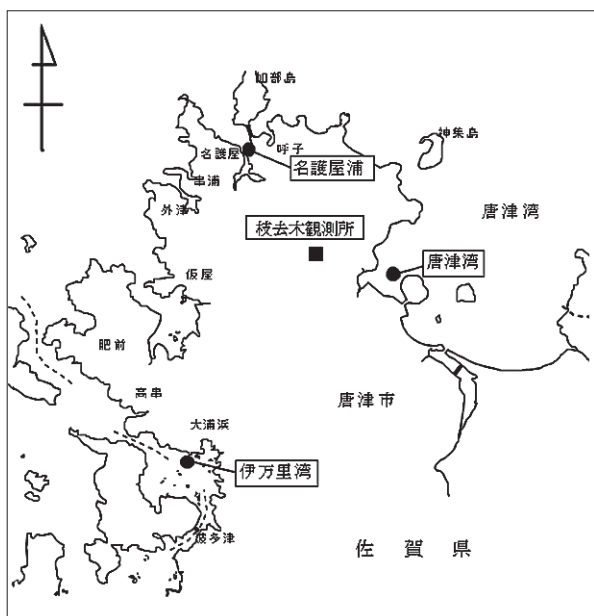 加部島
呼子
名護屋
名護屋浦
神集島
串浦
外津
唐津湾
枝去木観測所
仮屋
唐津湾
肥前
高串
唐津市
大浦浜
伊万里湾
波多津
佐賀県